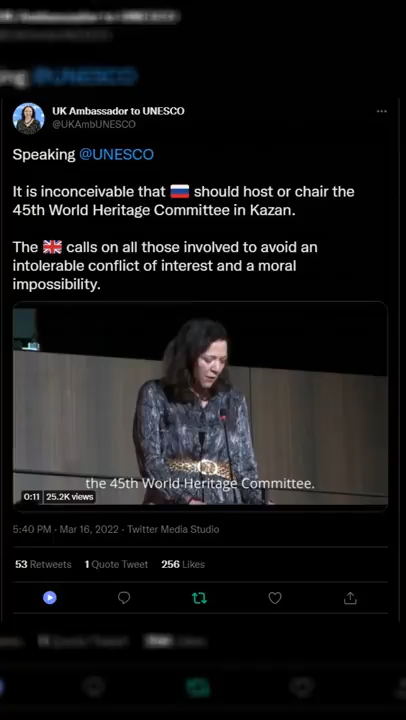 UK Ambassador to UNESCO
@UKAmbUNESCO
Speaking @UNESCO
It is inconceivable that 🇷🇺 should host or chair the
45th World Heritage Committee in Kazan.
The 🇬🇧 calls on all those involved to avoid an
intolerable conflict of interest and a moral
impossibility.
the 45th World Heritage Committee.
0:11 25.2K views
5:40 PM · Mar 16, 2022 · Twitter Media Studio
53 Retweets 1 Quote Tweet 256 Likes